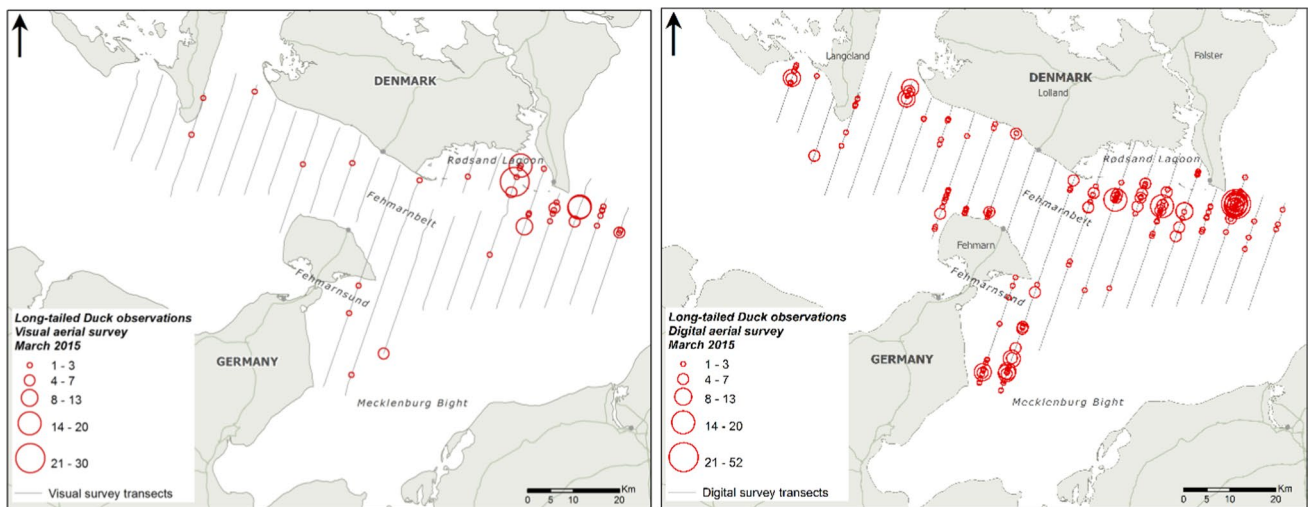 DENMARK
Rødsand Lagoon
Fehmarnbelt
Fehmarnsund
Long-tailed Duck observations
Visual aerial survey
March 2015
1 - 3
4 - 7
8 - 13
14 - 20
21 - 30
Visual survey transects
GERMANY
Mecklenburg Bight
Km
0 5 10 20
Langeland
Falster
DENMARK
Lolland
Rødsand Lagoon
Fehmarnbelt
Fehmarn
Fehmarnsund
Long-tailed Duck observations
Digital aerial survey
March 2015
1 - 3
4 - 7
8 - 13
14 - 20
21 - 52
Digital survey transects
GERMANY
Mecklenburg Bight
Km
0 5 10 20